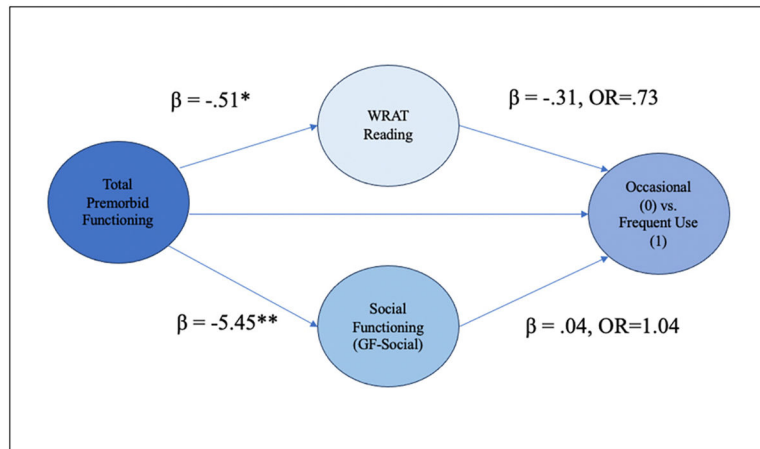 β = -.51*
WRAT
Reading
β = -.31, OR=.73
Total
Premorbid
Functioning
Occasional
(0) vs.
Frequent Use
(1)
β = -5.45**
Social
Functioning
(GF-Social)
β = .04, OR=1.04